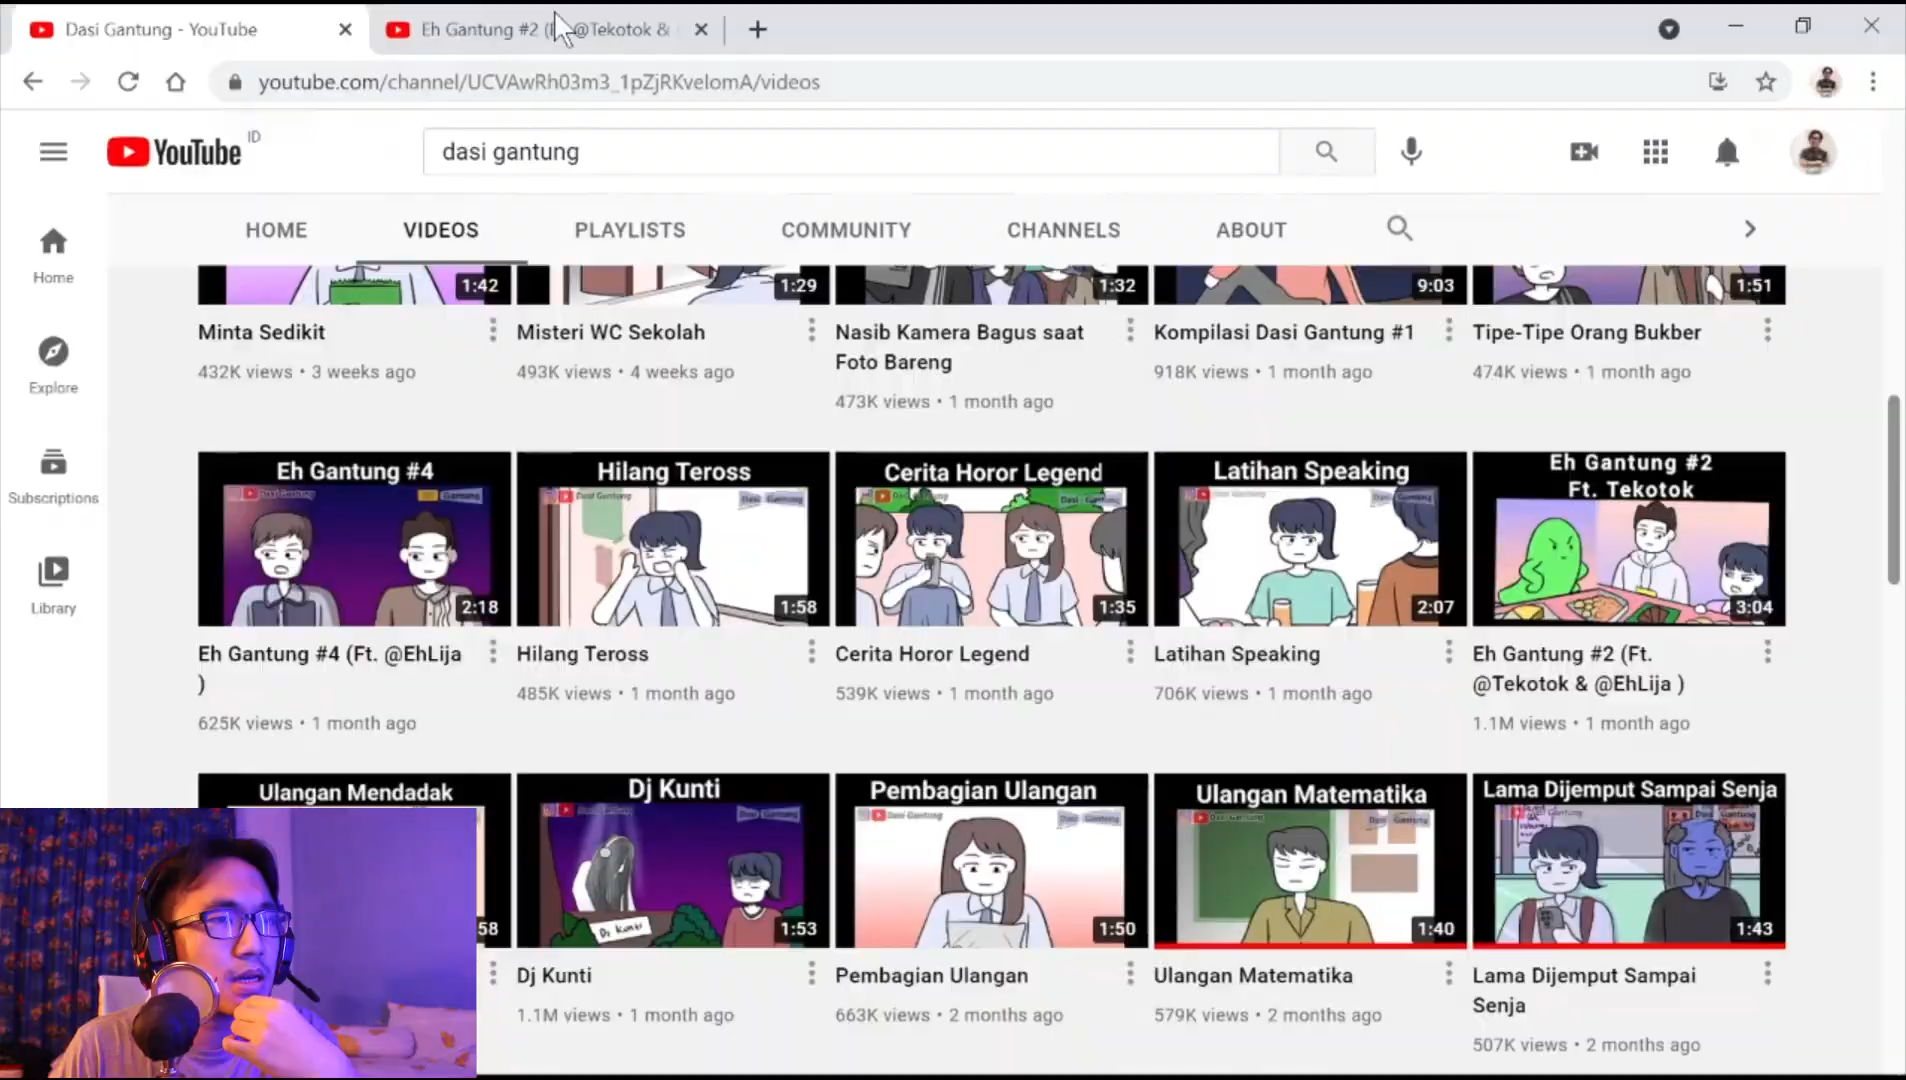 Dasi Gantung - YouTube
Eh Gantung #2 (
@Tekotok &
youtube.com/channel/UCVAwRh03m3_1pZjRKvelomA/videos
YouTube ID
dasi gantung
HOME VIDEOS PLAYLISTS COMMUNITY CHANNELS ABOUT
Home
Explore
Subscriptions
Library
1:42
1:29
1:32
9:03
1:51
Minta Sedikit
432K views • 3 weeks ago
Misteri WC Sekolah
493K views • 4 weeks ago
Nasib Kamera Bagus saat
Foto Bareng
473K views • 1 month ago
Kompilasi Dasi Gantung #1
918K views • 1 month ago
Tipe-Tipe Orang Bukber
474K views • 1 month ago
Eh Gantung #4
2:18
Eh Gantung #4 (Ft. @EhLija
)
625K views • 1 month ago
Hilang Teross
Dasi Gantung
1:58
Hilang Teross
485K views • 1 month ago
Cerita Horor Legend
1:35
Cerita Horor Legend
539K views • 1 month ago
Latihan Speaking
2:07
Latihan Speaking
706K views • 1 month ago
Eh Gantung #2
Ft. Tekotok
3:04
Eh Gantung #2 (Ft.
@Tekotok & @EhLija )
1.1M views • 1 month ago
Ulangan Mendadak
58
Dj Kunti
Dj Kunti
1:53
Dj Kunti
1.1M views • 1 month ago
Pembagian Ulangan
Dasi Gantung
1:50
Pembagian Ulangan
663K views • 2 months ago
Ulangan Matematika
1:40
Ulangan Matematika
579K views • 2 months ago
Lama Dijemput Sampai Senja
1:43
Lama Dijemput Sampai
Senja
507K views • 2 months ago